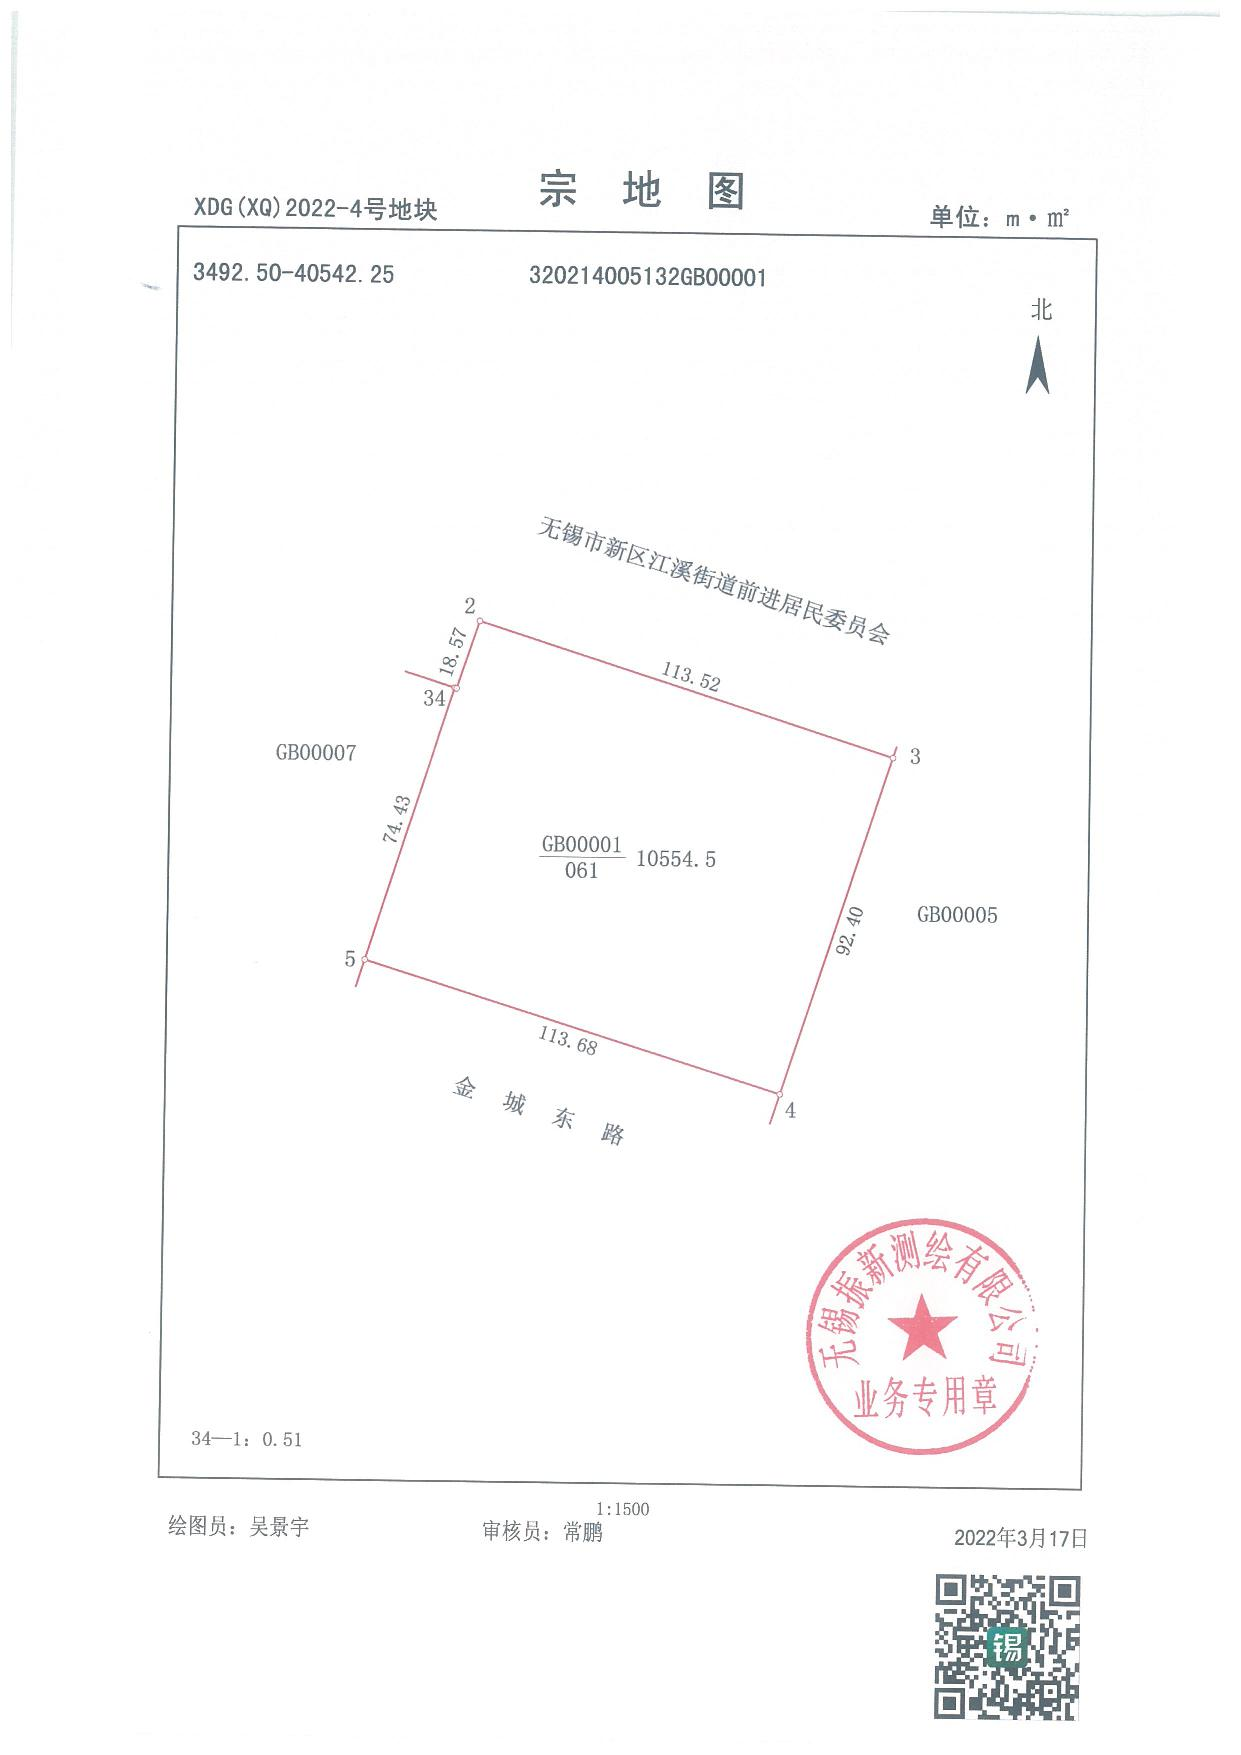 宗 地 图
XDG(XQ)2022-4号地块
单位：m·㎡
3492.50-40542.25
320214005132GB00001
北
无锡市新区江溪街道前进居民委员会
2
18.57
113.52
34
3
GB00007
74.43
GB00001
061
10554.5
92.40
GB00005
5
113.68
4
金 城 东 路
无锡振新测绘有限公司
业务专用章
34—1: 0.51
1:1500
绘图员：吴景宇
审核员：常鹏
2022年3月17日
锡